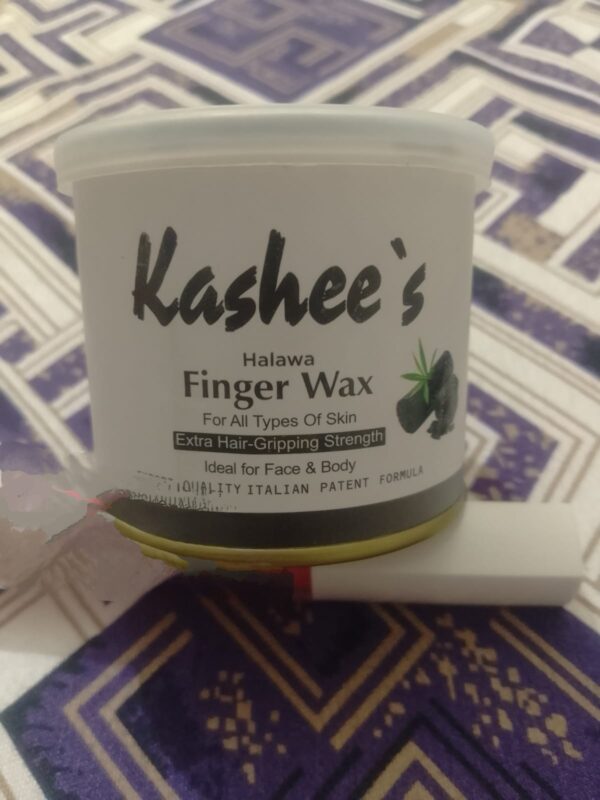 Kashee`s
Halawa
Finger Wax
For All Types Of Skin
Extra Hair-Gripping Strength
Ideal for Face & Body
QUALITY ITALIAN PATENT FORMULA